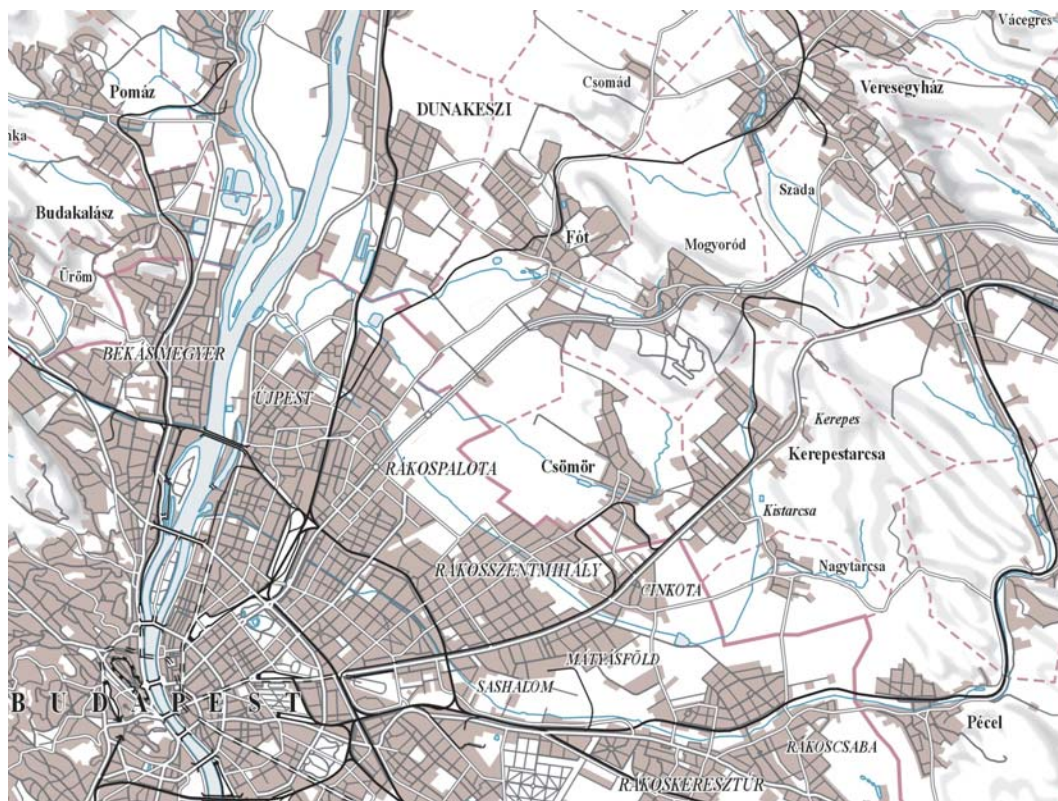 Vácegres
Pomáz
Csomád
Veresegyház
DUNAKESZI
nka
Szada
Budakalász
Fót
Mogyoród
Üröm
BÉKÁSMEGYER
ÚJPEST
Kerepes
RÁKOSPALOTA
Csömör
Kerepestarcsa
Kistarcsa
RÁKOSSZENTMIHÁLY
Nagytarcsa
CINKOTA
MÁTYÁSFÖLD
SASHALOM
BUDAPEST
Pécel
RÁKOSCSABA
RÁKOSKERESZTÚR